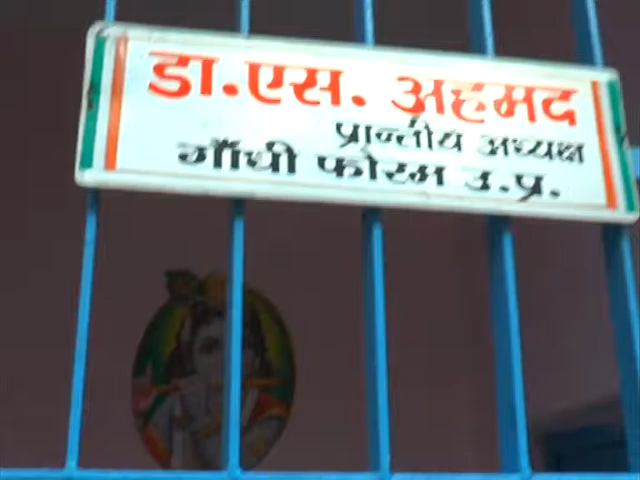 डा.एस. अहमद
प्रान्तीय अध्यक्ष
गाँधी फोरम उ.प्र.